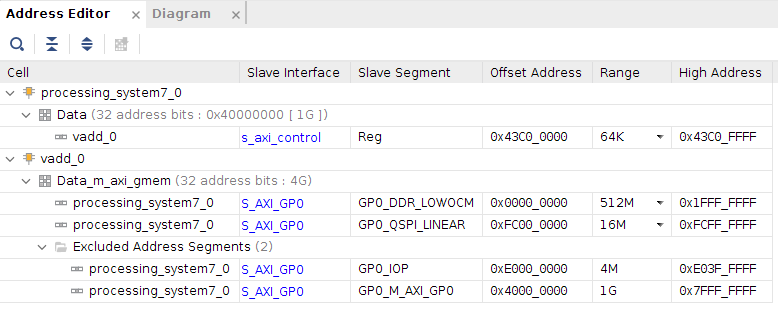 Address Editor × Diagram ×
Cell Slave Interface Slave Segment Offset Address Range High Address
processing_system7_0
Data (32 address bits : 0x40000000 [ 1G ])
vadd_0 s_axi_control Reg 0x43C0_0000 64K 0x43C0_FFFF
vadd_0
Data_m_axi_gmem (32 address bits : 4G)
processing_system7_0 S_AXI_GP0 GP0_DDR_LOWOCM 0x0000_0000 512M 0x1FFF_FFFF
processing_system7_0 S_AXI_GP0 GP0_QSPI_LINEAR 0xFC00_0000 16M 0xFCFF_FFFF
Excluded Address Segments (2)
processing_system7_0 S_AXI_GP0 GP0_IOP 0xE000_0000 4M 0xE03F_FFFF
processing_system7_0 S_AXI_GP0 GP0_M_AXI_GP0 0x4000_0000 1G 0x7FFF_FFFF